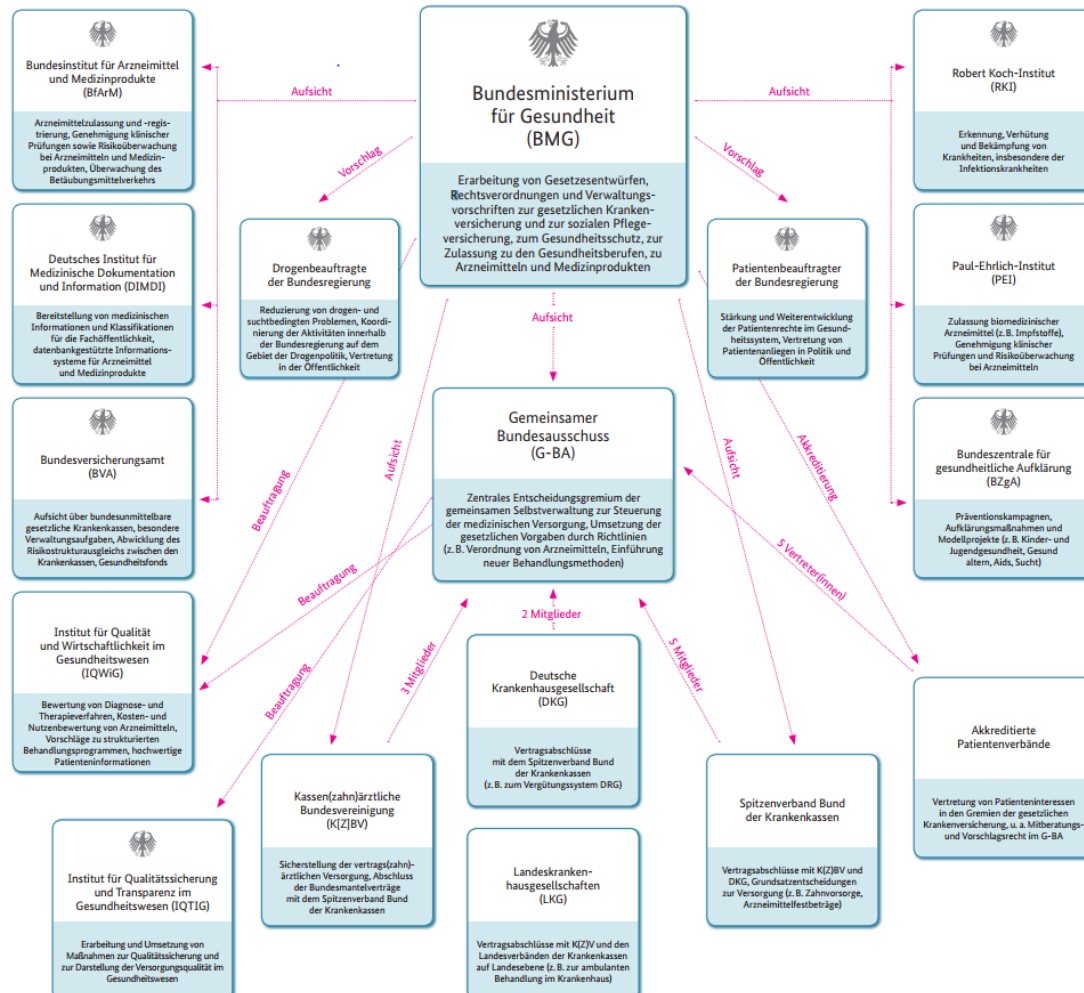 Bundesministerium
für Gesundheit
(BMG)
Erarbeitung von Gesetzesentwürfen,
Rechtsverordnungen und Verwaltungs-
vorschriften zur gesetzlichen Kranken-
versicherung und zur sozialen Pflege-
versicherung, zum Gesundheitsschutz, zur
Zulassung zu den Gesundheitsberufen, zu
Arzneimitteln und Medizinprodukten
Bundesinstitut für Arzneimittel
und Medizinprodukte
(BfArM)
Arzneimittelzulassung und -regis-
trierung, Genehmigung klinischer
Prüfungen sowie Risikoüberwachung
bei Arzneimitteln und Medizin-
produkten, Überwachung des
Betäubungsmittelverkehrs
Aufsicht
Aufsicht
Robert Koch-Institut
(RKI)
Erkennung, Verhütung
und Bekämpfung von
Krankheiten, insbesondere der
Infektionskrankheiten
Vorschlag
Vorschlag
Deutsches Institut für
Medizinische Dokumentation
und Information (DIMDI)
Bereitstellung von medizinischen
Informationen und Klassifikationen
für die Fachöffentlichkeit,
datenbankgestützte Informations-
systeme für Arzneimittel
und Medizinprodukte
Drogenbeauftragte
der Bundesregierung
Reduzierung von drogen- und
suchtbedingten Problemen, Koordi-
nierung der Aktivitäten innerhalb
der Bundesregierung auf dem
Gebiet der Drogenpolitik, Vertretung
in der Öffentlichkeit
Aufsicht
Patientenbeauftragter
der Bundesregierung
Stärkung und Weiterentwicklung
der Patientenrechte im Gesund-
heitssystem, Vertretung von
Patientenanliegen in Politik und
Öffentlichkeit
Paul-Ehrlich-Institut
(PEI)
Zulassung biomedizinischer
Arzneimittel (z. B. Impfstoffe),
Genehmigung klinischer
Prüfungen und Risikoüberwachung
bei Arzneimitteln
Bundesversicherungsamt
(BVA)
Aufsicht über bundesunmittelbare
gesetzliche Krankenkassen, besondere
Verwaltungsaufgaben, Abwicklung des
Risikostrukturausgleichs zwischen den
Krankenkassen, Gesundheitsfonds
Beauftragung
Aufsicht
Gemeinsamer
Bundesausschuss
(G-BA)
Zentrales Entscheidungsgremium der
gemeinsamen Selbstverwaltung zur Steuerung
der medizinischen Versorgung, Umsetzung der
gesetzlichen Vorgaben durch Richtlinien
(z. B. Verordnung von Arzneimitteln, Einführung
neuer Behandlungsmethoden)
Aufsicht
Akkreditierung
5 Vertreter(innen)
Bundeszentrale für
gesundheitliche Aufklärung
(BZgA)
Präventionskampagnen,
Aufklärungsmaßnahmen und
Modellprojekte (z. B. Kinder- und
Jugendgesundheit, Gesund
altern, Aids, Sucht)
Institut für Qualität
und Wirtschaftlichkeit im
Gesundheitswesen
(IQWiG)
Bewertung von Diagnose- und
Therapieverfahren, Kosten- und
Nutzenbewertung von Arzneimitteln,
Vorschläge zu strukturierten
Behandlungsprogrammen, hochwertige
Patienteninformationen
Beauftragung
Beauftragung
3 Mitglieder
2 Mitglieder
5 Mitglieder
Deutsche
Krankenhausgesellschaft
(DKG)
Vertragsabschlüsse
mit dem Spitzenverband Bund
der Krankenkassen
(z. B. zum Vergütungssystem DRG)
Akkreditierte
Patientenverbände
Vertretung von Patienteninteressen
in den Gremien der gesetzlichen
Krankenversicherung, u. a. Mitberatungs-
und Vorschlagsrecht im G-BA
Kassen(zahn)ärztliche
Bundesvereinigung
(K[Z]BV)
Sicherstellung der vertrags(zahn)-
ärztlichen Versorgung, Abschluss
der Bundesmantelverträge
mit dem Spitzenverband Bund
der Krankenkassen
Spitzenverband Bund
der Krankenkassen
Vertragsabschlüsse mit K(Z)BV und
DKG, Grundsatzentscheidungen
zur Versorgung (z. B. Zahnvorsorge,
Arzneimittelfestbeträge)
Institut für Qualitätssicherung
und Transparenz im
Gesundheitswesen (IQTIG)
Erarbeitung und Umsetzung von
Maßnahmen zur Qualitätssicherung und
zur Darstellung der Versorgungsqualität im
Gesundheitswesen
Landeskranken-
hausgesellschaften
(LKG)
Vertragsabschlüsse mit K(Z)V und den
Landesverbänden der Krankenkassen
auf Landesebene (z. B. zur ambulanten
Behandlung im Krankenhaus)